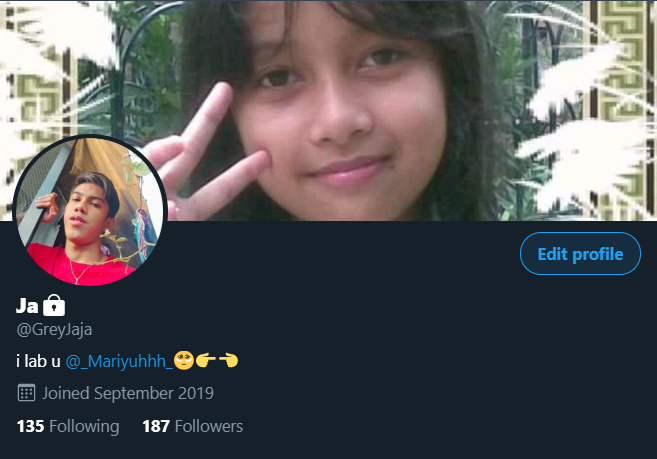 Edit profile
Ja
@GreyJaja
i lab u @_Mariyuhhh_🥺👉👈
Joined September 2019
135 Following 187 Followers